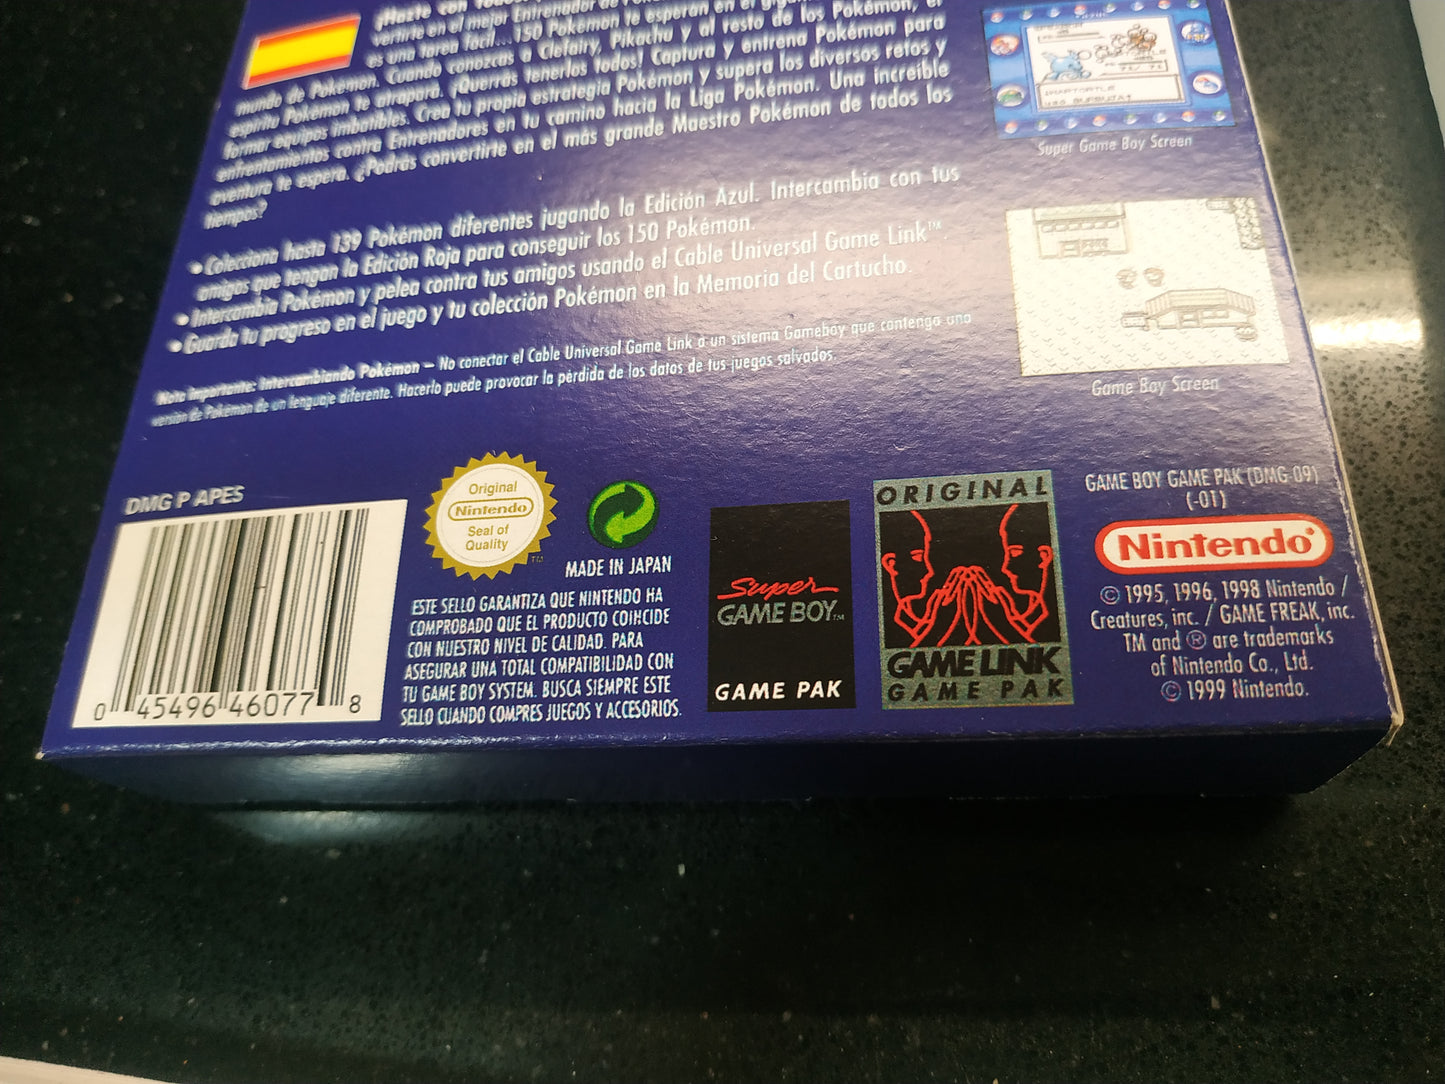 ¡Hazte con todos
vertirte en el mejor Entrenador de
es una tarea fácil... 150 Pokémon te esperan en el
mundo de Pokémon. Cuando conozcas a Clefairy, Pikachu y al resto de los Pokémon, el
espíritu Pokémon te atrapará. ¡Querrás tenerlos todos! Captura y entrena Pokémon para
formar equipos imbatibles. Crea tu propia estrategia Pokémon y supera los diversos retos y
enfrentamientos contra Entrenadores en tu camino hacia la Liga Pokémon. Una increíble
aventura te espera. ¿Podrás convertirte en el más grande Maestro Pokémon de todos los
tiempos?
• Colecciona hasta 139 Pokémon diferentes jugando la Edición Azul. Intercambia con tus
amigos que tengan la Edición Roja para conseguir los 150 Pokémon.
• Intercambia Pokémon y pelea contra tus amigos usando el Cable Universal Game Link™.
• Guarda tu progreso en el juego y tu colección Pokémon en la Memoria del Cartucho.
Nota importante: Intercambiando Pokémon – No conectar el Cable Universal Game Link a un sistema Gameboy que contenga una
versión de Pokémon de un lenguaje diferente. Hacerlo puede provocar la pérdida de los datos de tus juegos salvados.
71/ 71
WARTORTLE
Super Game Boy Screen
Game Boy Screen
DMG P APES
0 45496 46077 8
Original
Nintendo
Seal of
Quality
TM
MADE IN JAPAN
ESTE SELLO GARANTIZA QUE NINTENDO HA
COMPROBADO QUE EL PRODUCTO COINCIDE
CON NUESTRO NIVEL DE CALIDAD. PARA
ASEGURAR UNA TOTAL COMPATIBILIDAD CON
TU GAME BOY SYSTEM. BUSCA SIEMPRE ESTE
SELLO CUANDO COMPRES JUEGOS Y ACCESORIOS.
Super
GAME BOY™
GAME PAK
ORIGINAL
GAME LINK
GAME PAK
GAME BOY GAME PAK (DMG-09)
(-01)
Nintendo®
© 1995, 1996, 1998 Nintendo /
Creatures, inc. / GAME FREAK, inc.
TM and ® are trademarks
of Nintendo Co., Ltd.
© 1999 Nintendo.